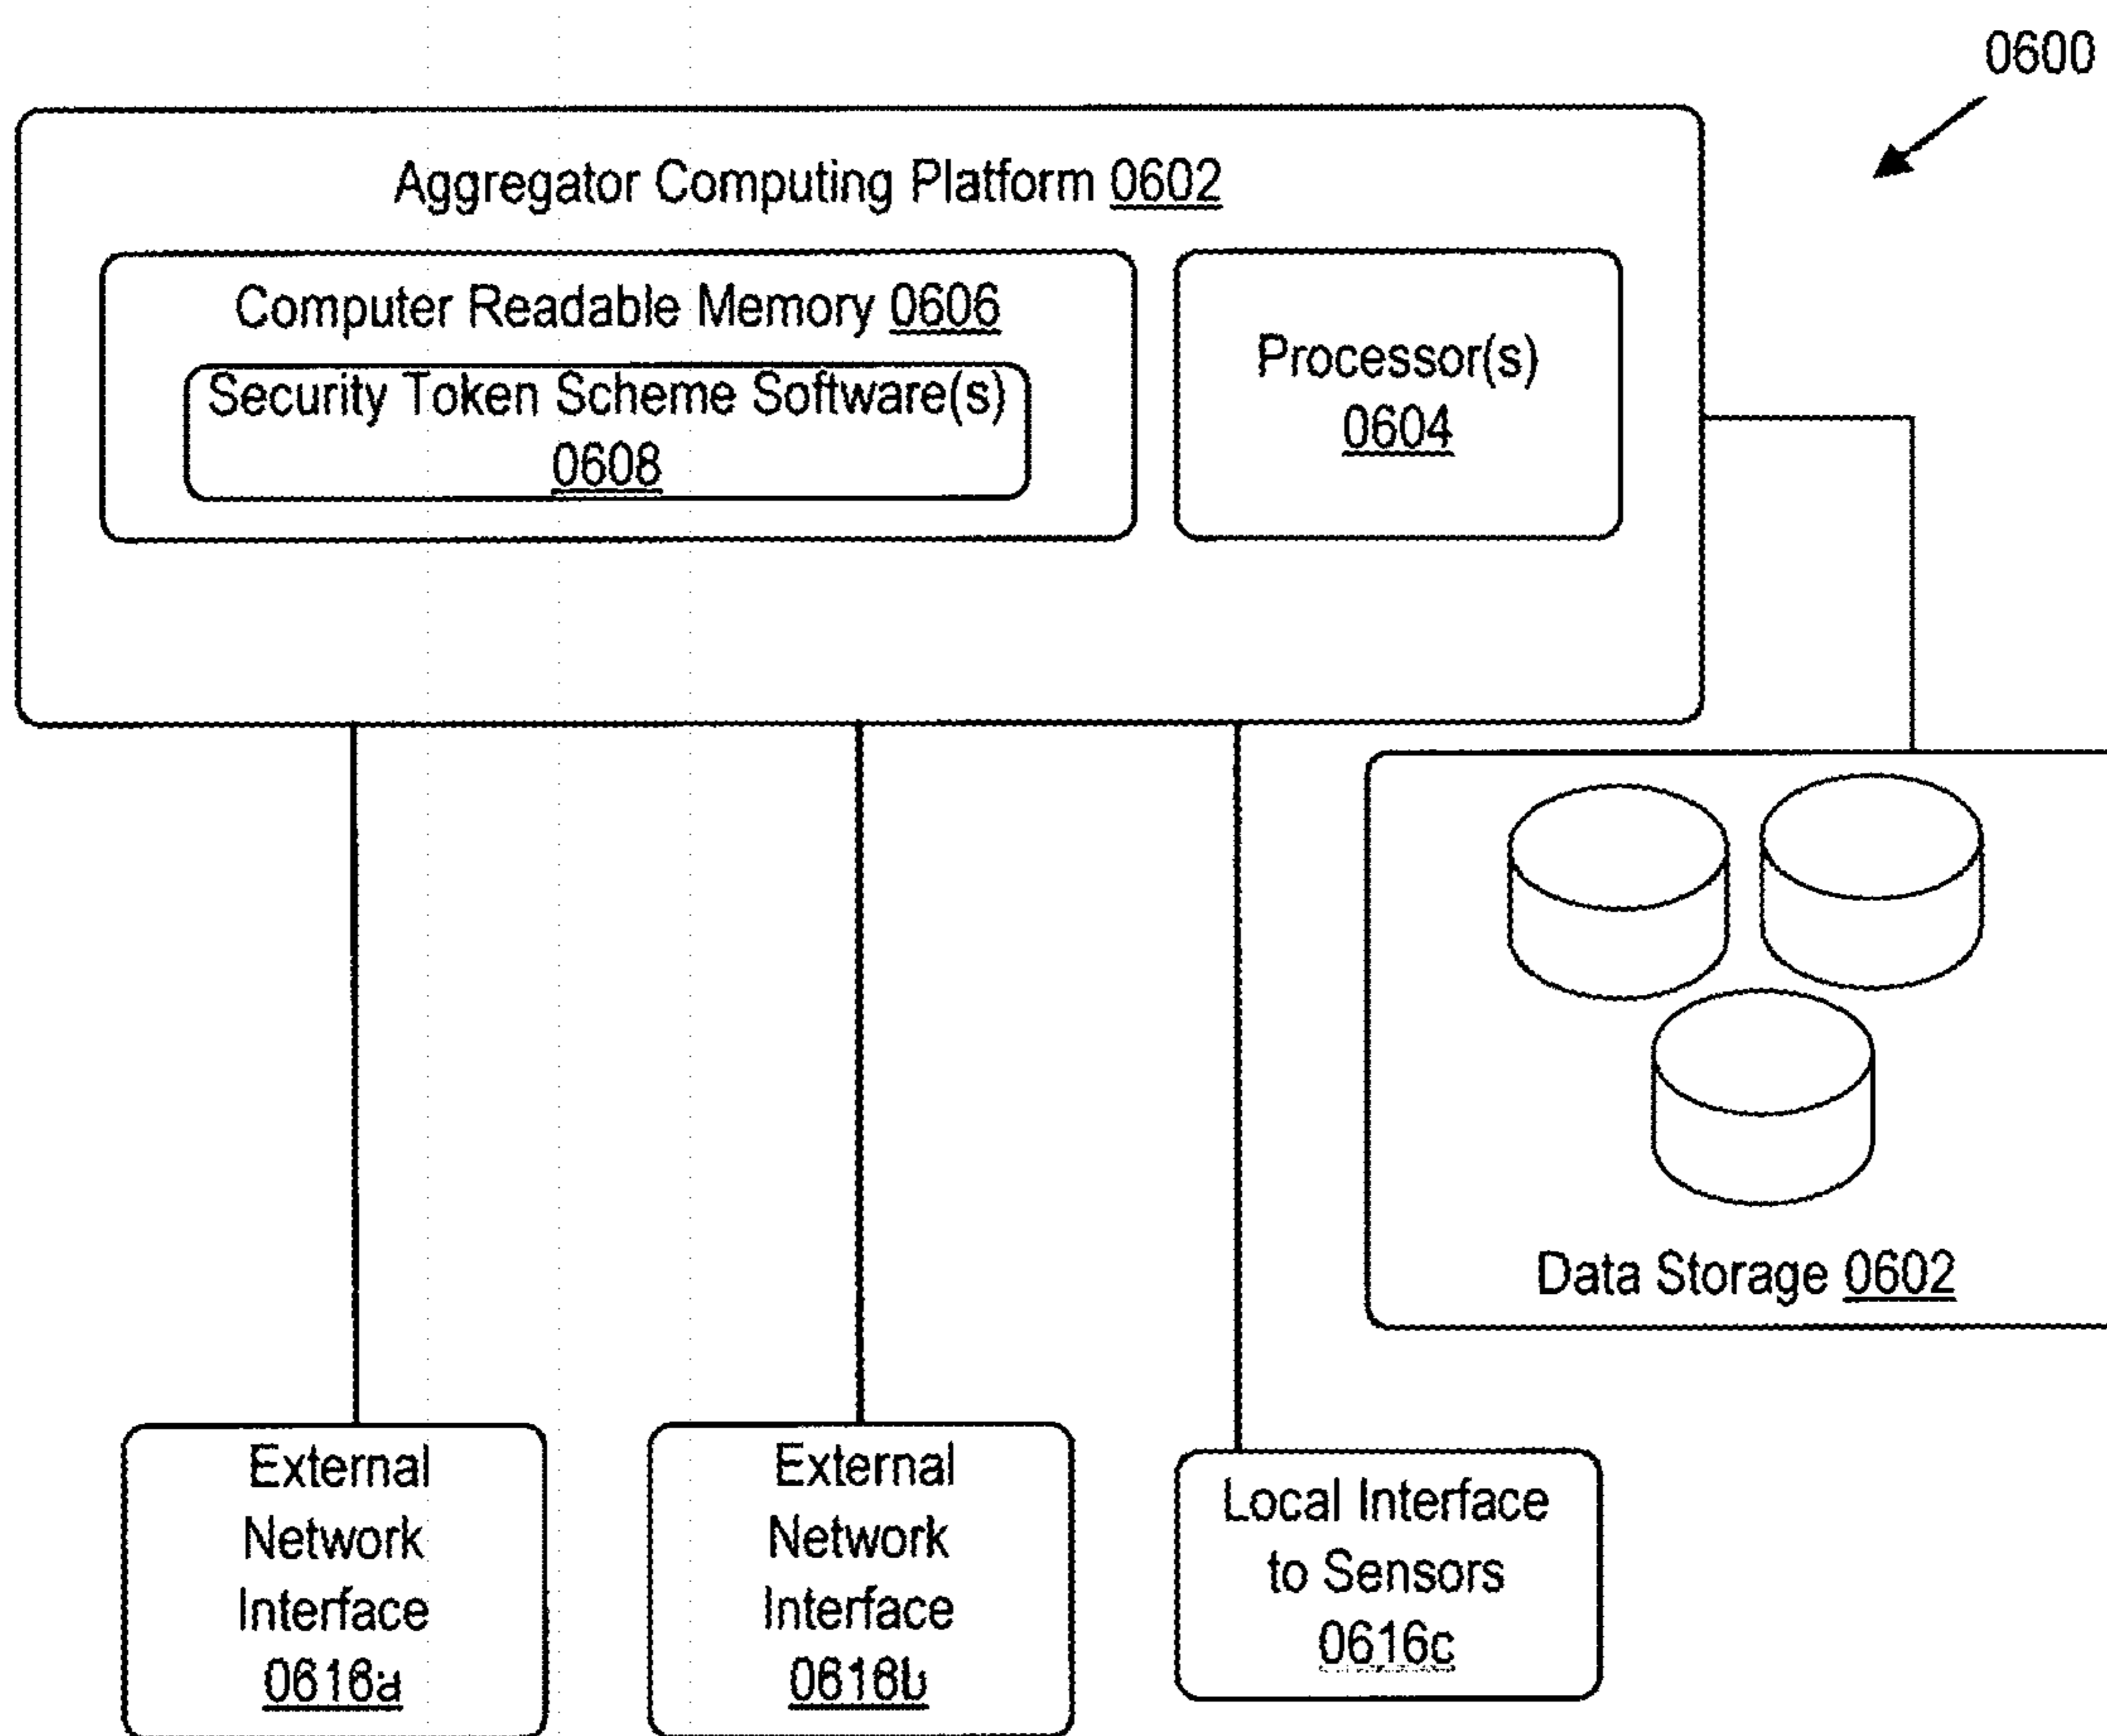 0600
Aggregator Computing Platform 0602
Computer Readable Memory 0606
Security Token Scheme Software(s)
0608
Processor(s)
0604
Data Storage 0602
External
Network
Interface
0616a
External
Network
Interface
0616b
Local Interface
to Sensors
0616c